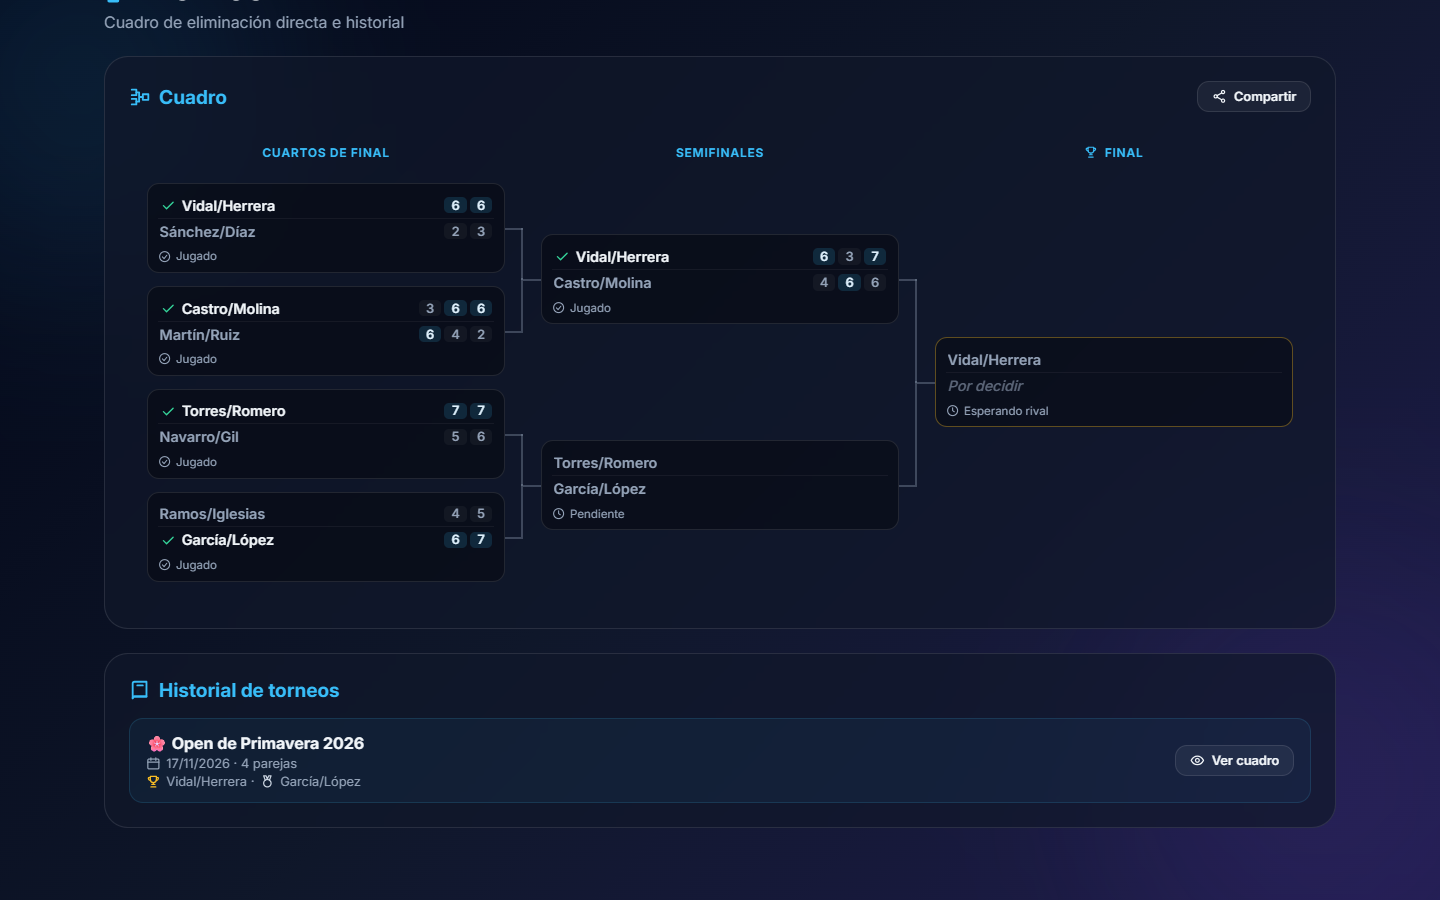 Cuadro de eliminación directa e historial
Cuadro
Compartir
CUARTOS DE FINAL
SEMIFINALES
FINAL
Vidal/Herrera 6 6
Sánchez/Díaz 2 3
Jugado
Castro/Molina 3 6 6
Martín/Ruiz 6 4 2
Jugado
Torres/Romero 7 7
Navarro/Gil 5 6
Jugado
Ramos/Iglesias 4 5
García/López 6 7
Jugado
Vidal/Herrera 6 3 7
Castro/Molina 4 6 6
Jugado
Torres/Romero
García/López
Pendiente
Vidal/Herrera
Por decidir
Esperando rival
Historial de torneos
Open de Primavera 2026
17/11/2026 · 4 parejas
Vidal/Herrera · García/López
Ver cuadro